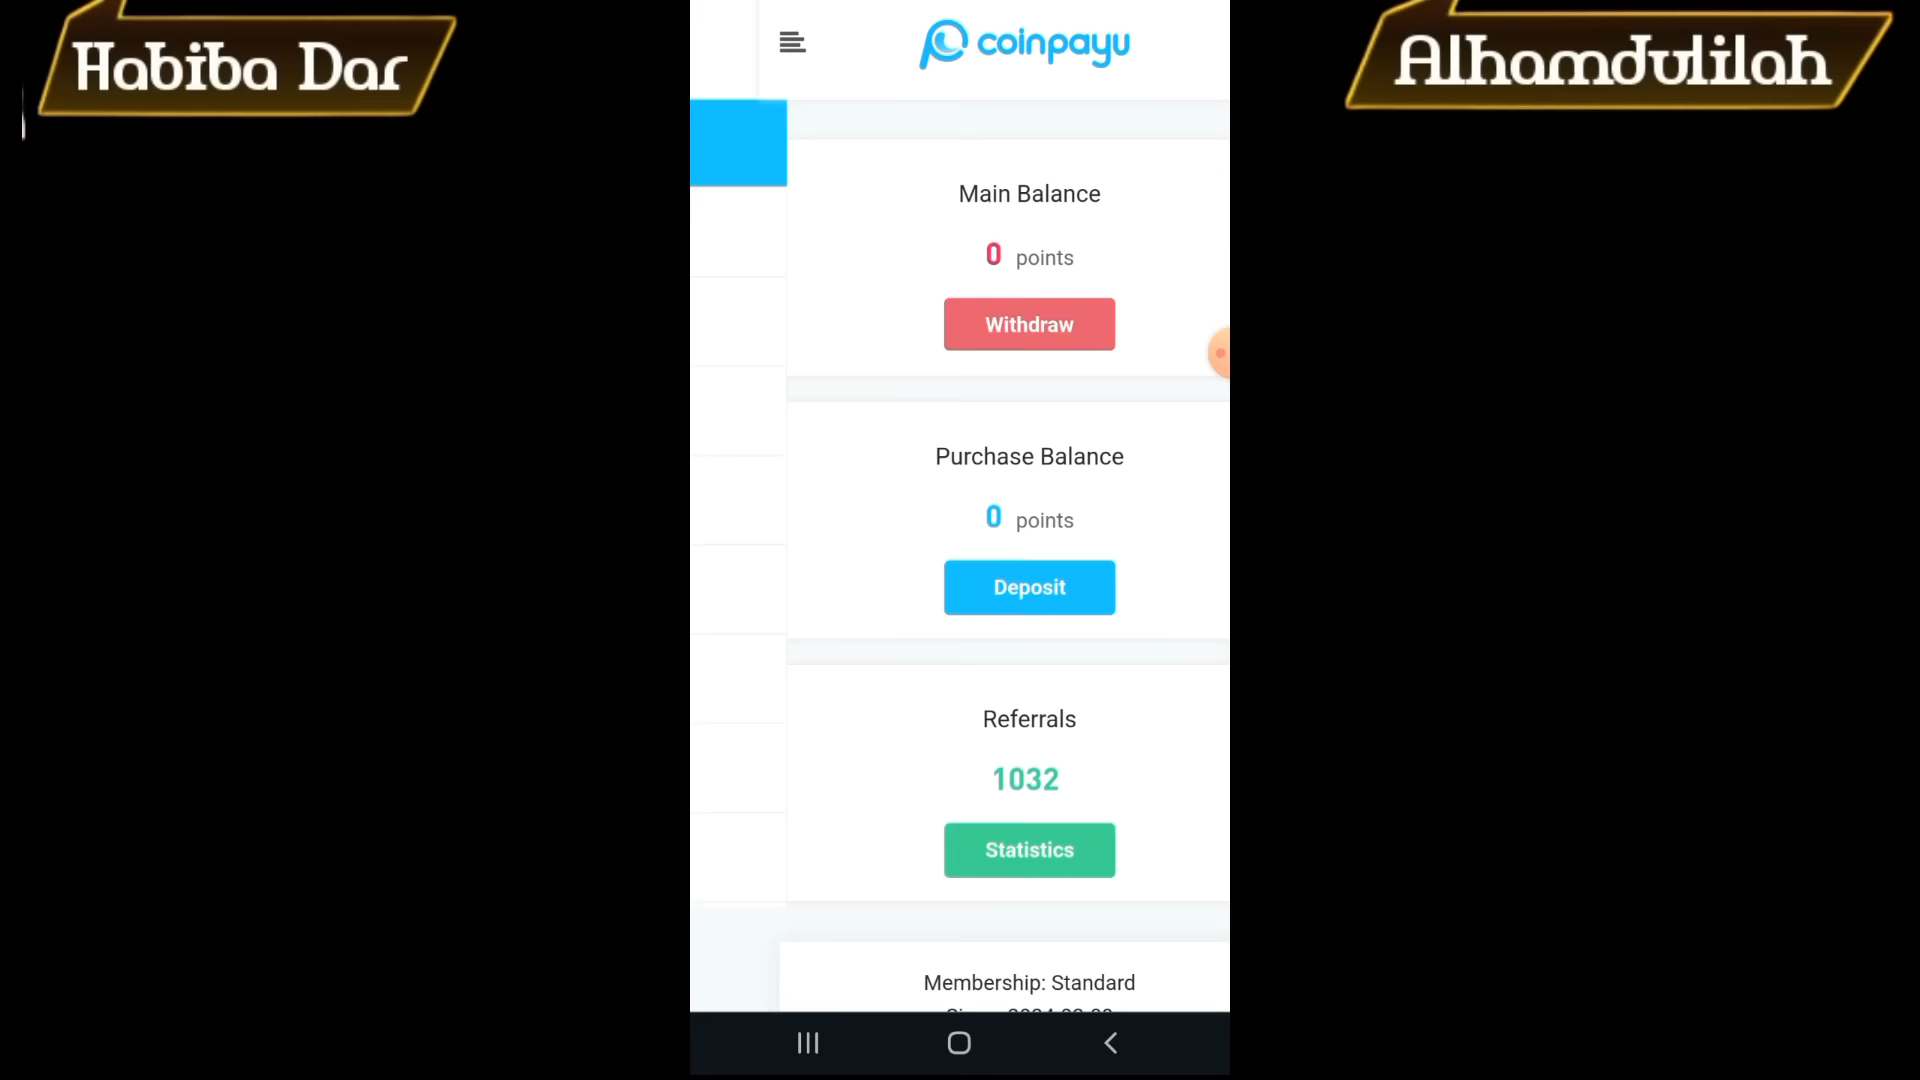 Habiba Dar
Alhamdulilah
coinpayu
Main Balance
0 points
Withdraw
Purchase Balance
0 points
Deposit
Referrals
1032
Statistics
Membership: Standard